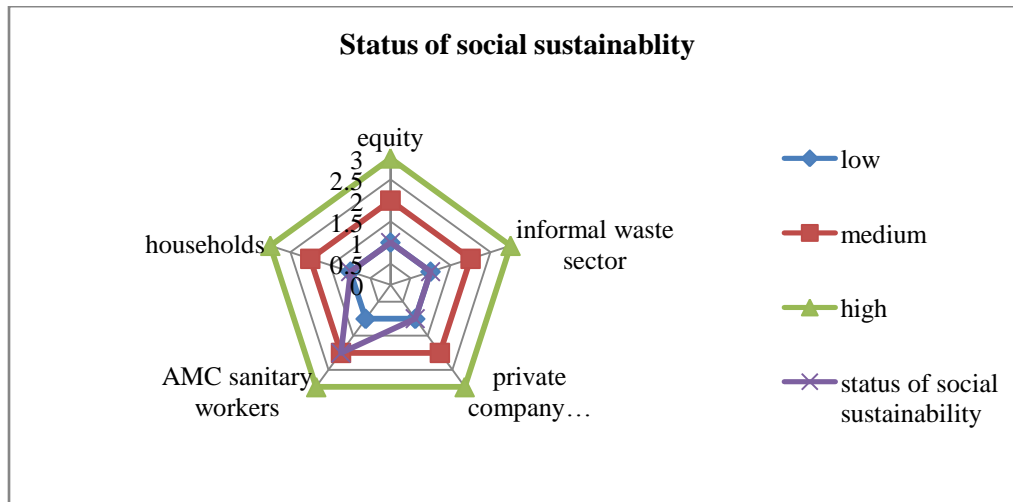 Status of social sustainablity
equity
3
2.5
2
1.5
1
0.5
0
informal waste
sector
private
company…
AMC sanitary
workers
households
low
medium
high
status of social
sustainability